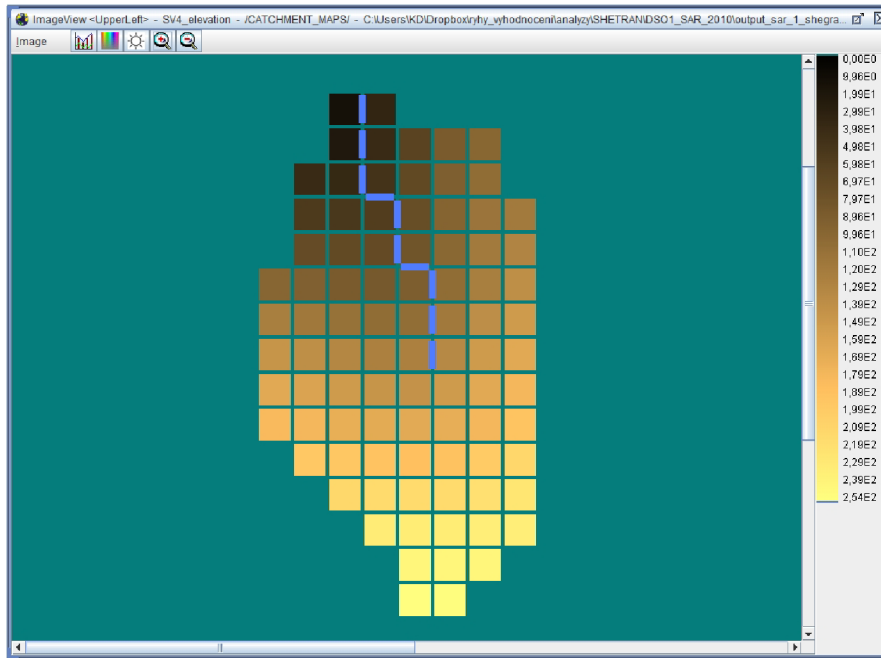 ImageView <UpperLeft> - SV4_elevation - /CATCHMENT_MAPS/ - C:\Users\KD\Dropbox\ryhy_vyhodnoceni\analyzy\SHETRAN\DSO1_SAR_2010\output_sar_1_shegra...
Image
0,00E0
9,96E0
1,99E1
2,99E1
3,98E1
4,98E1
5,98E1
6,97E1
7,97E1
8,96E1
9,96E1
1,10E2
1,20E2
1,29E2
1,39E2
1,49E2
1,59E2
1,69E2
1,79E2
1,89E2
1,99E2
2,09E2
2,19E2
2,29E2
2,39E2
2,54E2